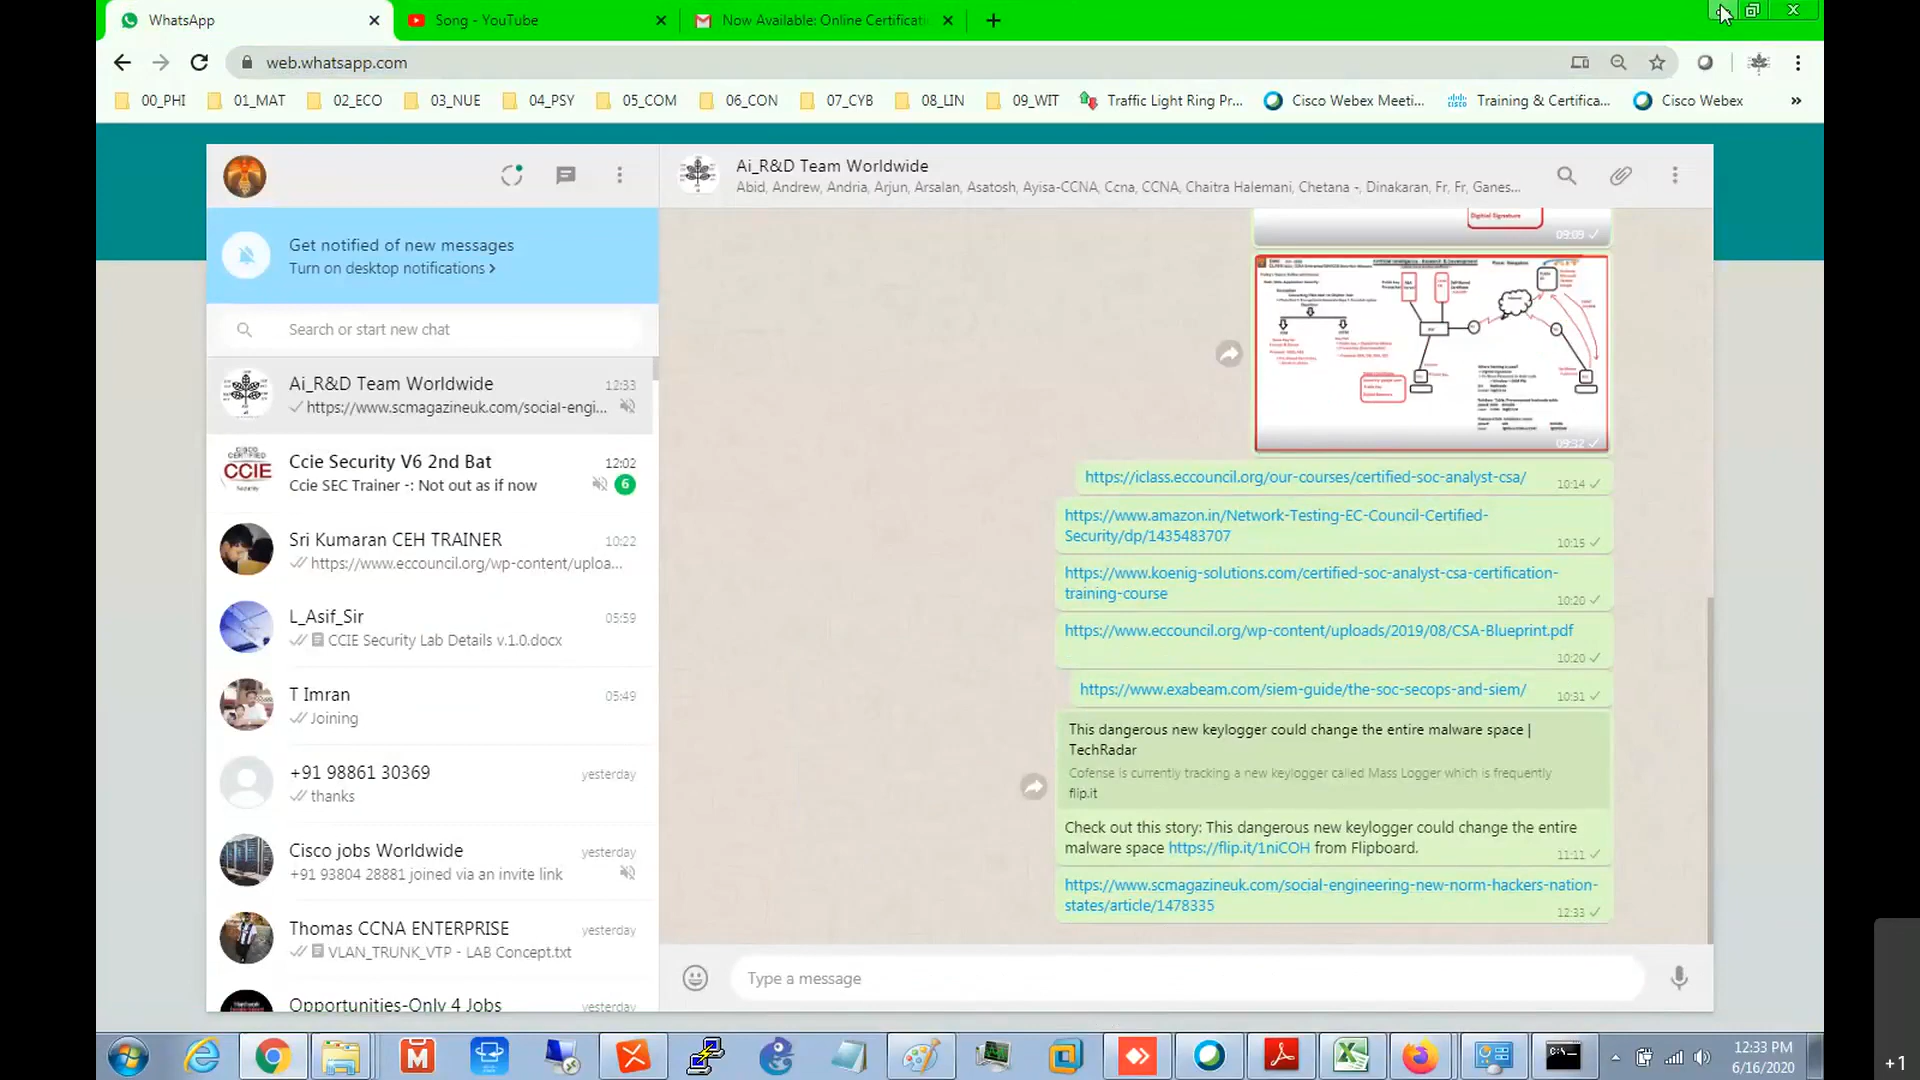 WhatsApp
Song - YouTube
Now Available: Online Certificati
web.whatsapp.com
00_PHI
01_MAT
02_ECO
03_NUE
04_PSY
05_COM
06_CON
07_CYB
08_LIN
09_WIT
Traffic Light Ring Pr...
Cisco Webex Meeti...
Training & Certifica...
Cisco Webex
»
Get notified of new messages
Turn on desktop notifications >
Search or start new chat
Ai_R&D Team Worldwide
12:33
https://www.scmagazineuk.com/social-engi...
Ccie Security V6 2nd Bat
12:02
Ccie SEC Trainer -: Not out as if now
6
CCIE
Security
Sri Kumaran CEH TRAINER
10:22
https://www.eccouncil.org/wp-content/uploa...
L_Asif_Sir
05:59
CCIE Security Lab Details v.1.0.docx
T Imran
05:49
Joining
+91 98861 30369
yesterday
thanks
Cisco jobs Worldwide
yesterday
+91 93804 28881 joined via an invite link
Thomas CCNA ENTERPRISE
yesterday
VLAN_TRUNK_VTP - LAB Concept.txt
Opportunities-Only 4 Jobs
yesterday
Ai_R&D Team Worldwide
Abid, Andrew, Andria, Arjun, Arsalan, Asatosh, Ayisa-CCNA, Ccna, CCNA, Chaitra Halemani, Chetana -, Dinakaran, Fr, Fr, Ganes...
Digital Signature
09:09
09:32
https://iclass.eccouncil.org/our-courses/certified-soc-analyst-csa/
10:14
https://www.amazon.in/Network-Testing-EC-Council-Certified-
Security/dp/1435483707
10:15
https://www.koenig-solutions.com/certified-soc-analyst-csa-certification-
training-course
10:20
https://www.eccouncil.org/wp-content/uploads/2019/08/CSA-Blueprint.pdf
10:20
https://www.exabeam.com/siem-guide/the-soc-secops-and-siem/
10:31
This dangerous new keylogger could change the entire malware space |
TechRadar
Cofense is currently tracking a new keylogger called Mass Logger which is frequently
flip.it
Check out this story: This dangerous new keylogger could change the entire
malware space https://flip.it/1niCOH from Flipboard.
11:11
https://www.scmagazineuk.com/social-engineering-new-norm-hackers-nation-
states/article/1478335
12:33
Type a message
12:33 PM
6/16/2020
+1